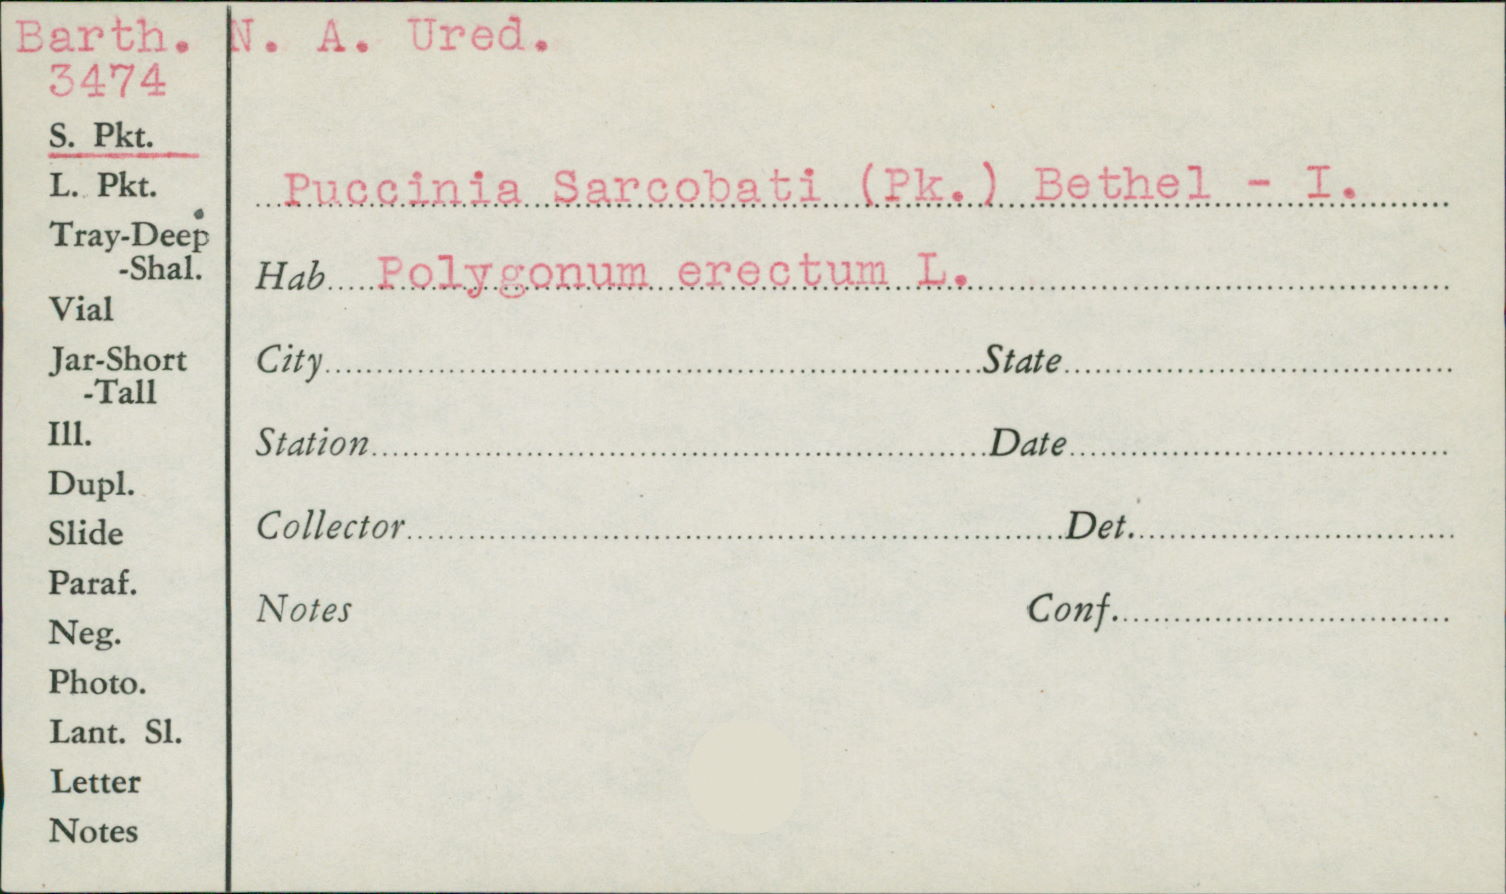 Barth. N. A. Ured.
3474
S. Pkt.
L. Pkt.
Puccinia Sarcobati (Pk.) Bethel - I.
Tray-Deep
-Shal.
Hab Polygonum erectum L.
Vial
Jar-Short
-Tall
City State
Ill.
Station Date
Dupl.
Slide
Collector Det.
Paraf.
Neg.
Notes Conf.
Photo.
Lant. Sl.
Letter
Notes